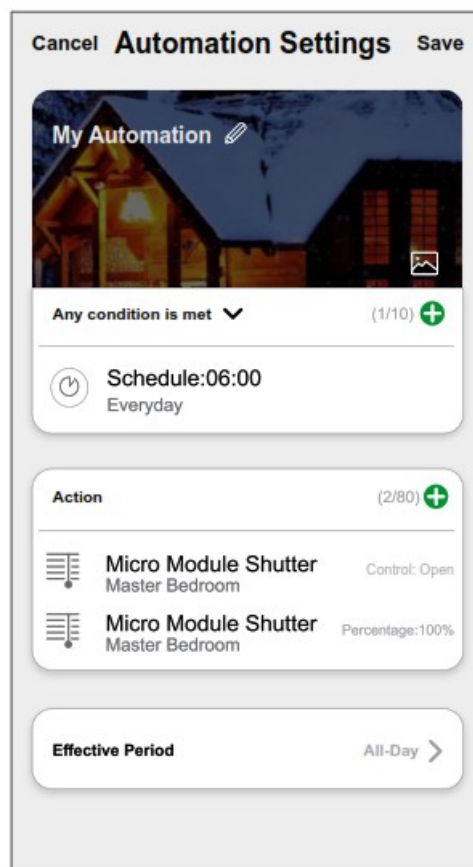 Cancel Automation Settings Save
My Automation
Any condition is met (1/10)
Schedule:06:00
Everyday
Action (2/80)
Micro Module Shutter Control: Open
Master Bedroom
Micro Module Shutter Percentage:100%
Master Bedroom
Effective Period All-Day